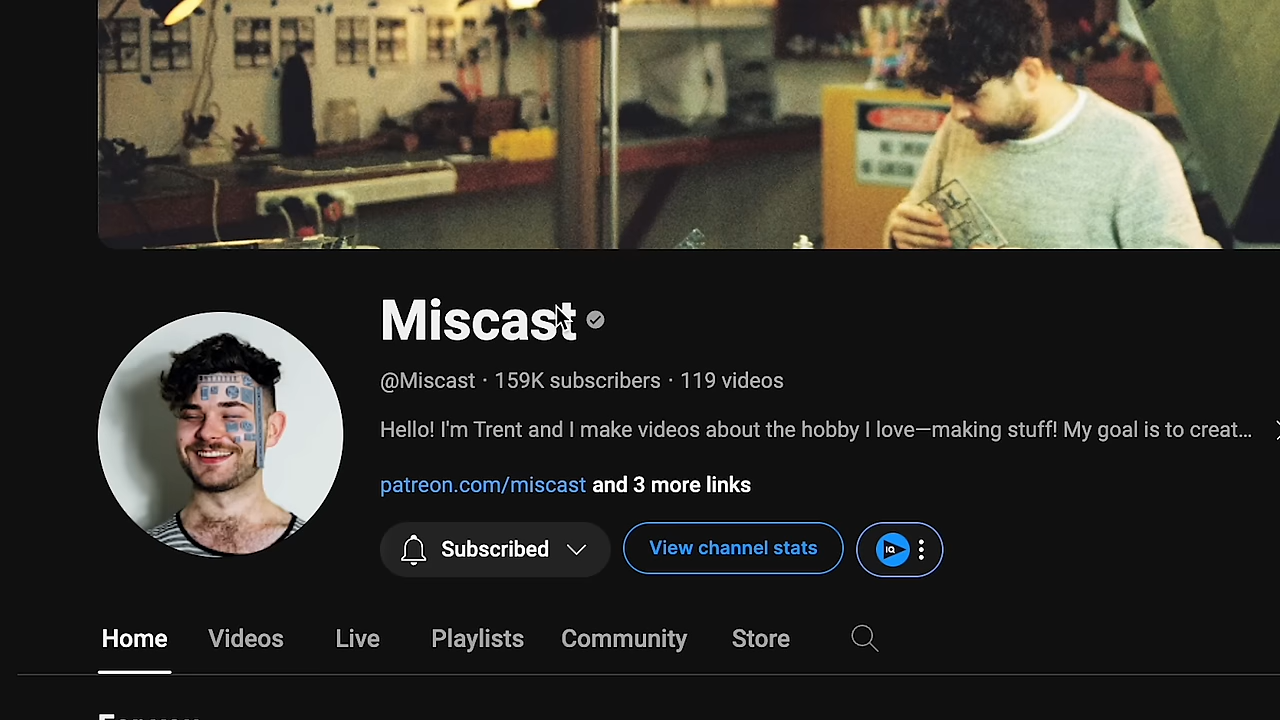 DANGER
Miscast
@Miscast · 159K subscribers · 119 videos
Hello! I'm Trent and I make videos about the hobby I love—making stuff! My goal is to creat...
patreon.com/miscast and 3 more links
Subscribed
View channel stats
IQ
Home Videos Live Playlists Community Store